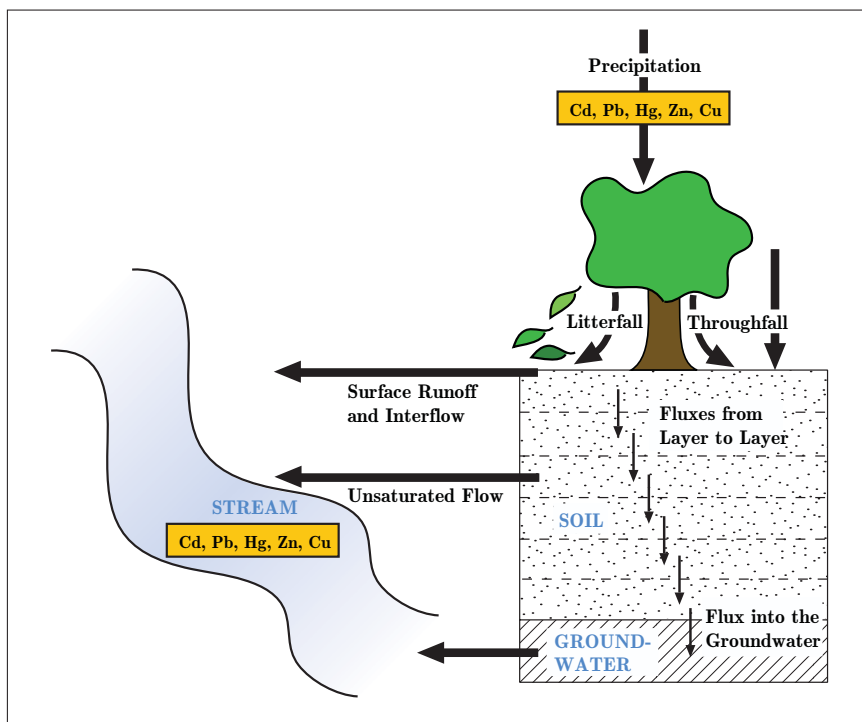 Precipitation
Cd, Pb, Hg, Zn, Cu
Litterfall
Throughfall
Surface Runoff
and Interflow
Fluxes from
Layer to Layer
Unsaturated Flow
STREAM
Cd, Pb, Hg, Zn, Cu
SOIL
Flux into the
Groundwater
GROUND-
WATER